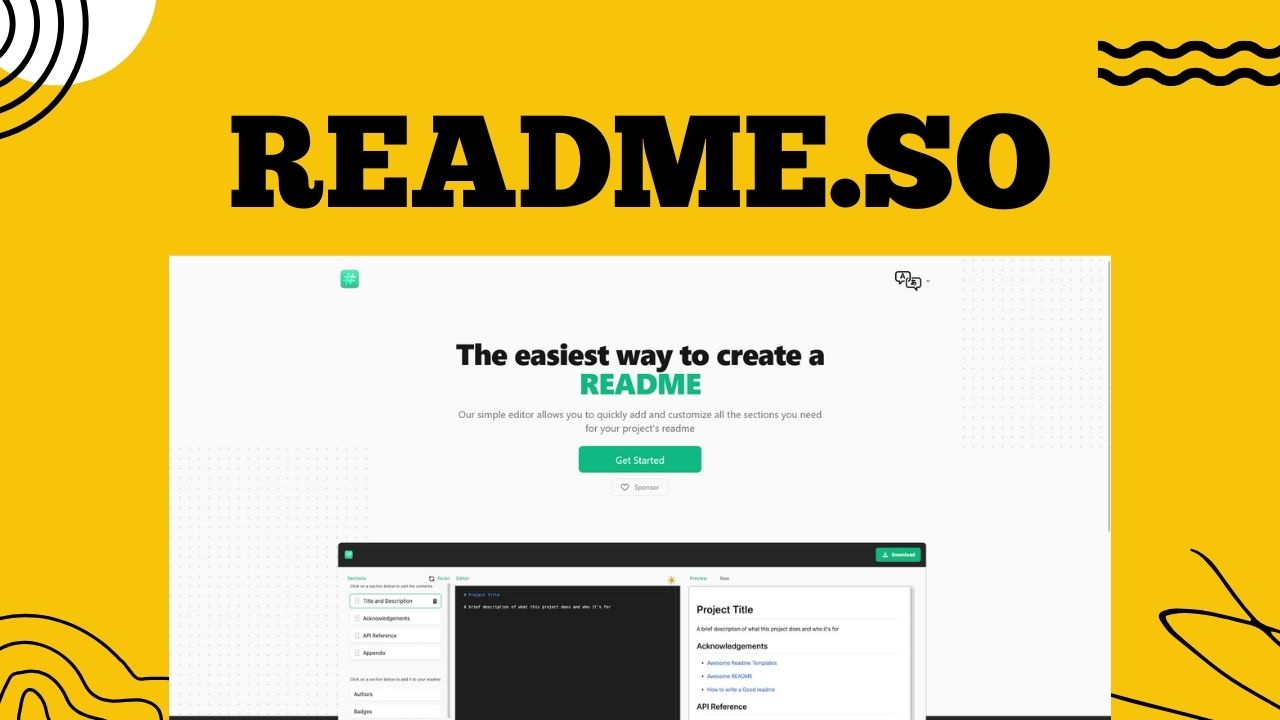 README.SO
The easiest way to create a
README
Our simple editor allows you to quickly add and customize all the sections you need
for your project's readme
Get Started
Sponsor
Download
Sections
Reset
Click on a section below to edit the contents
Title and Description
Acknowledgements
API Reference
Appendix
Click on a section below to add it to your readme
Authors
Badges
Editor
# Project Title
A brief description of what this project does and who it's for
Preview Raw
Project Title
A brief description of what this project does and who it's for
Acknowledgements
• Awesome Readme Templates
• Awesome README
• How to write a Good readme
API Reference